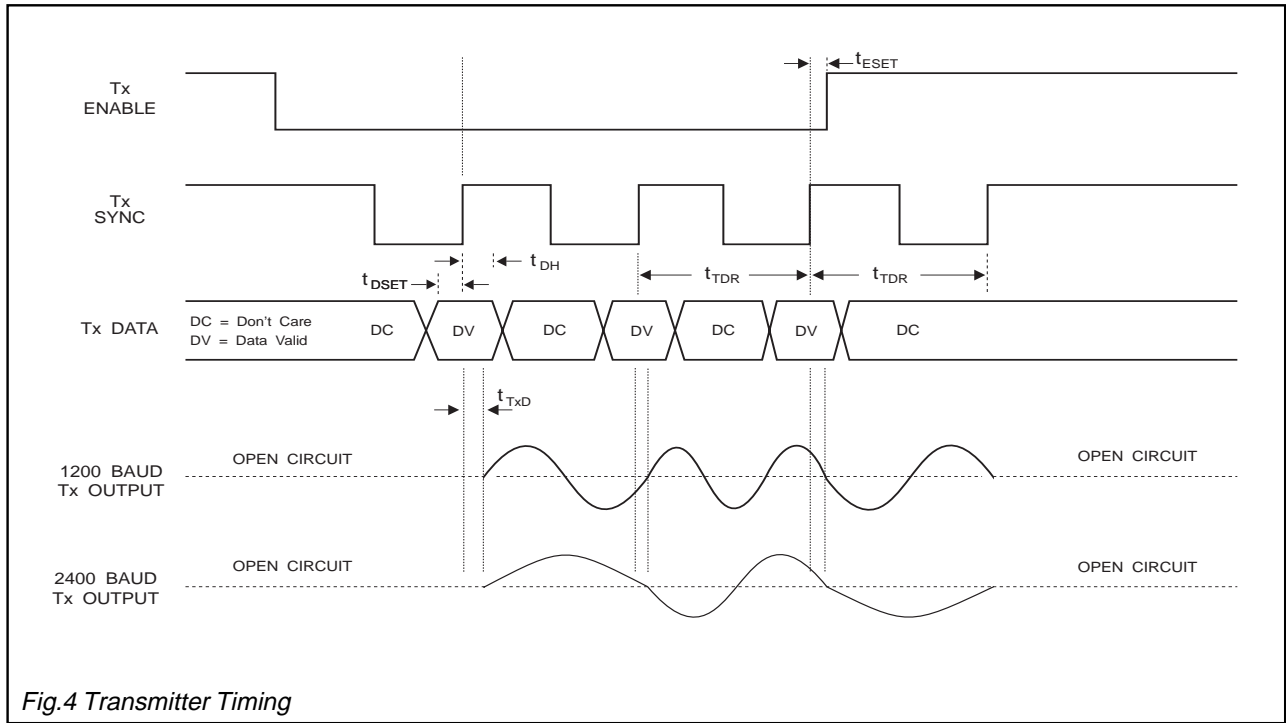 tESET
Tx
ENABLE
Tx
SYNC
tDH
tDSET
tTDR
tTDR
Tx DATA
DC = Don't Care
DV = Data Valid
DC
DV
DC
DV
DC
DV
DC
tTxD
1200 BAUD
Tx OUTPUT
OPEN CIRCUIT
OPEN CIRCUIT
2400 BAUD
Tx OUTPUT
OPEN CIRCUIT
OPEN CIRCUIT
Fig.4 Transmitter Timing